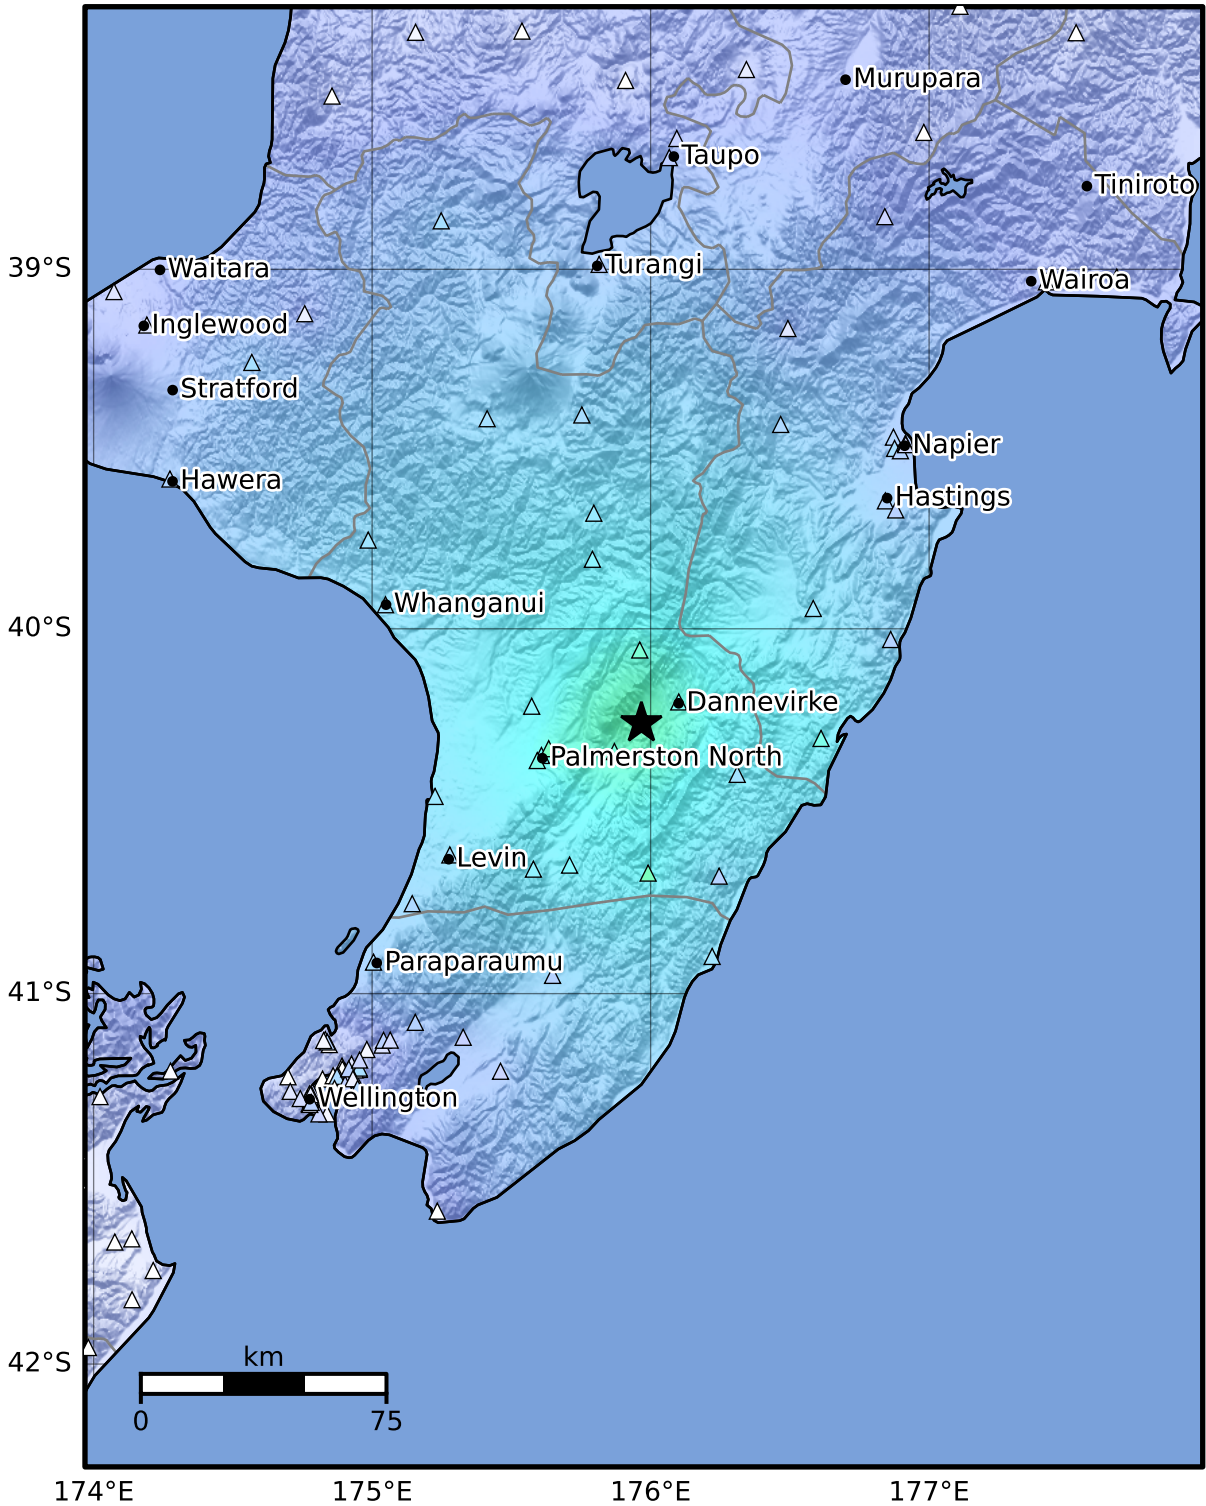 Murupara
Taupo
Tiniroto
39°S
Waitara
Turangi
Wairoa
Inglewood
Stratford
Napier
Hawera
Hastings
Whanganui
40°S
Dannevirke
Palmerston North
Levin
Paraparaumu
41°S
Wellington
42°S
km
0 75
174°E 175°E 176°E 177°E